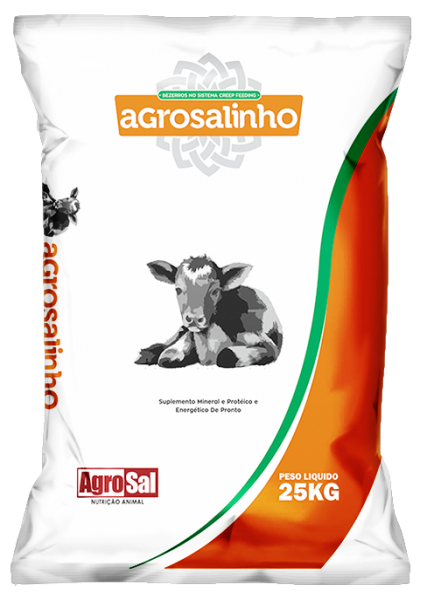 • BEZERROS NO SISTEMA CREEP FEEDING •
agrosalinho
agrosalinho
Suplemento Mineral e Protéico e
Energético De Pronto
AgroSal
NUTRIÇÃO ANIMAL
PESO LIQUIDO
25KG